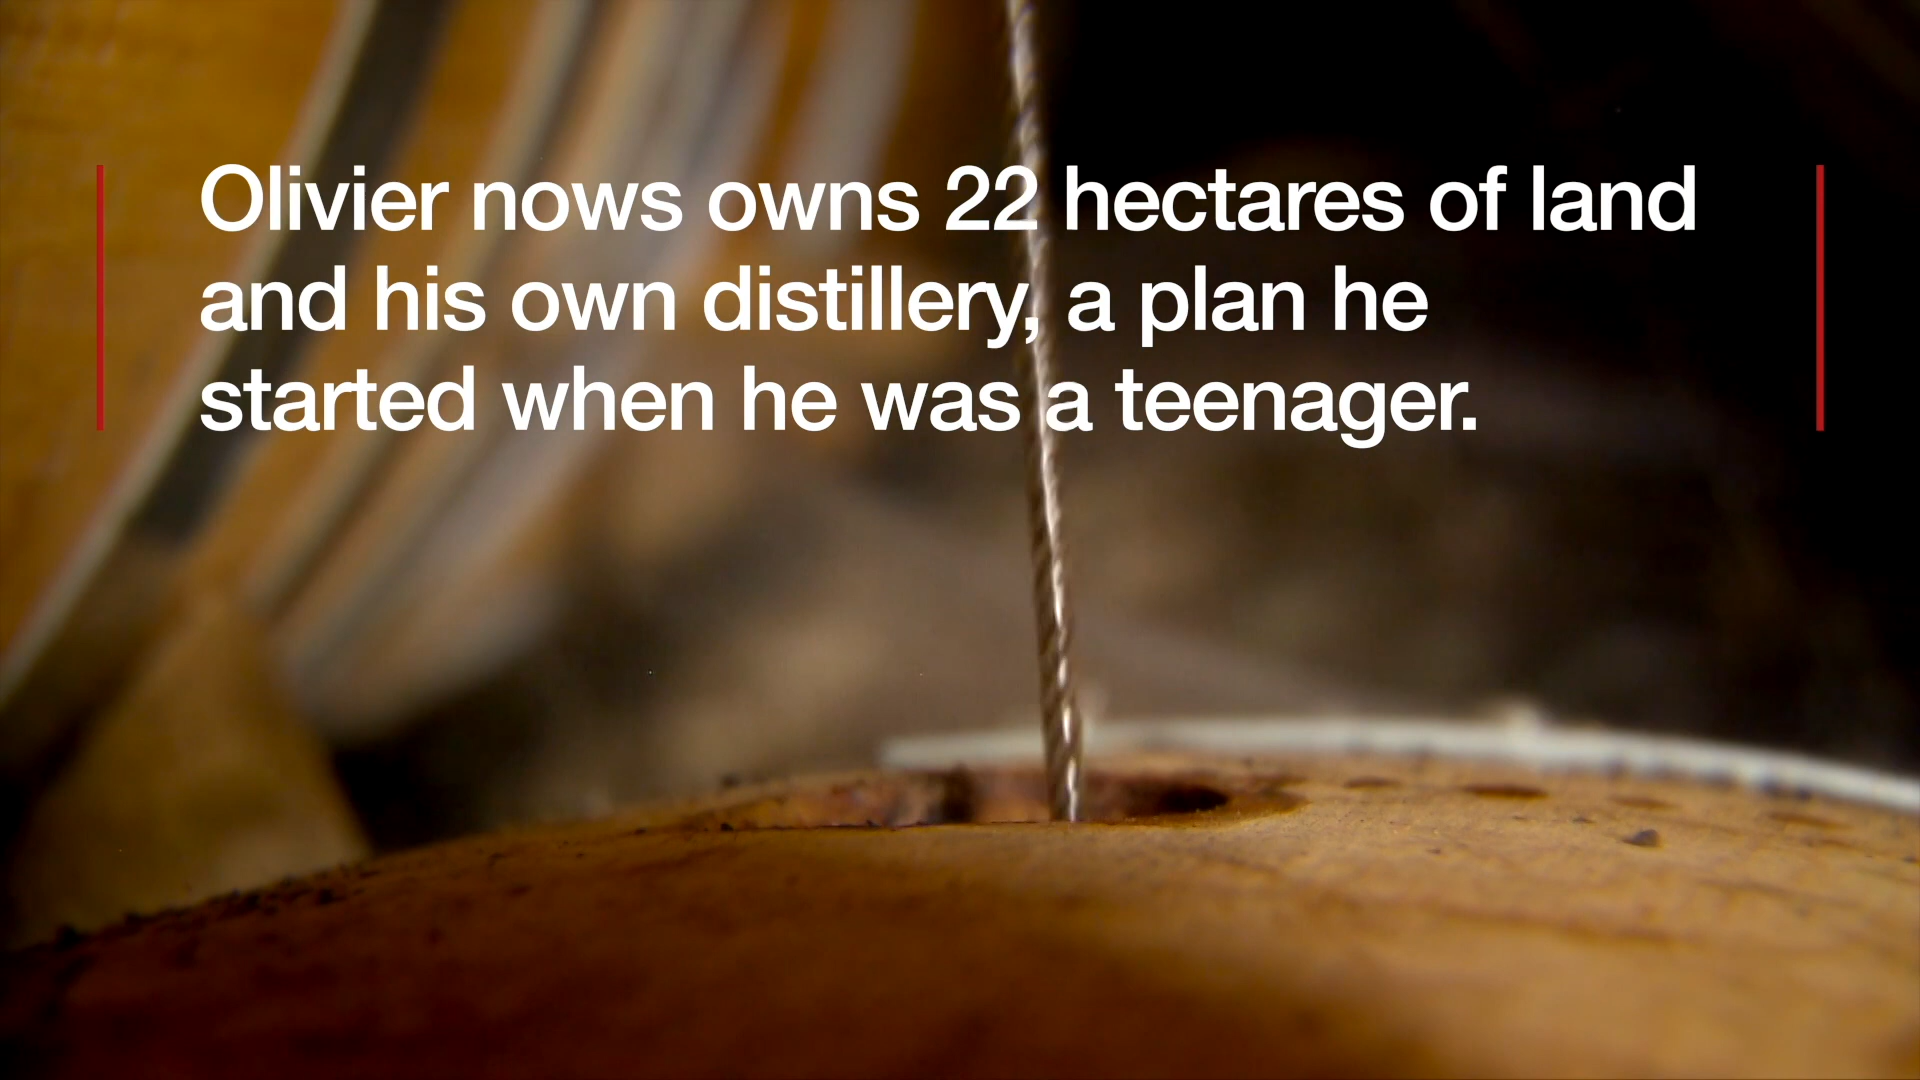 Olivier nows owns 22 hectares of land
and his own distillery, a plan he
started when he was a teenager.